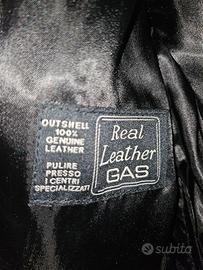 OUTSHELL
100%
GENUINE
LEATHER
PULIRE
PRESSO
I CENTRI
SPECIALIZZATI
Real
Leather
GAS
subito